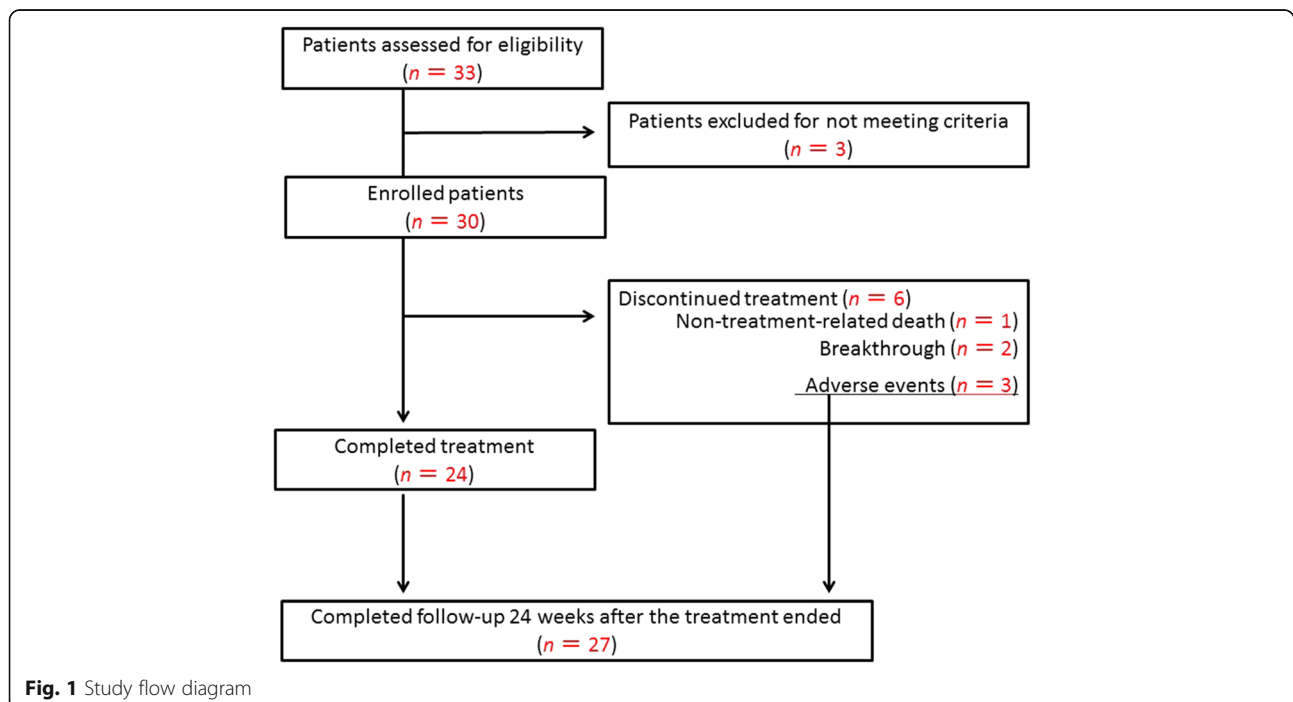 Patients assessed for eligibility
(n = 33)
Patients excluded for not meeting criteria
(n = 3)
Enrolled patients
(n = 30)
Discontinued treatment (n = 6)
Non-treatment-related death (n = 1)
Breakthrough (n = 2)
Adverse events (n = 3)
Completed treatment
(n = 24)
Completed follow-up 24 weeks after the treatment ended
(n = 27)
Fig. 1 Study flow diagram